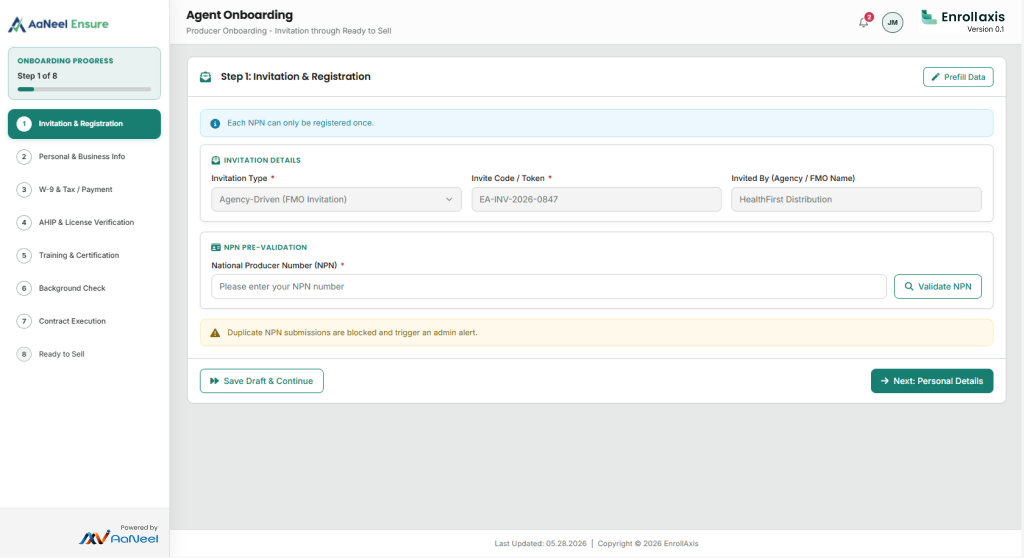 AaNeel Ensure
ONBOARDING PROGRESS
Step 1 of 8
1 Invitation & Registration
2 Personal & Business Info
3 W-9 & Tax / Payment
4 AHIP & License Verification
5 Training & Certification
6 Background Check
7 Contract Execution
8 Ready to Sell
Powered by
AaNeel
Agent Onboarding
Producer Onboarding - Invitation through Ready to Sell
2
JM
Enrollaxis
Version 0.1
Step 1: Invitation & Registration
Prefill Data
Each NPN can only be registered once.
INVITATION DETAILS
Invitation Type * Invite Code / Token * Invited By (Agency / FMO Name)
Agency-Driven (FMO Invitation) EA-INV-2026-0847 HealthFirst Distribution
NPN PRE-VALIDATION
National Producer Number (NPN) *
Please enter your NPN number Validate NPN
Duplicate NPN submissions are blocked and trigger an admin alert.
Save Draft & Continue Next: Personal Details
Last Updated: 05.28.2026 | Copyright © 2026 EnrollAxis